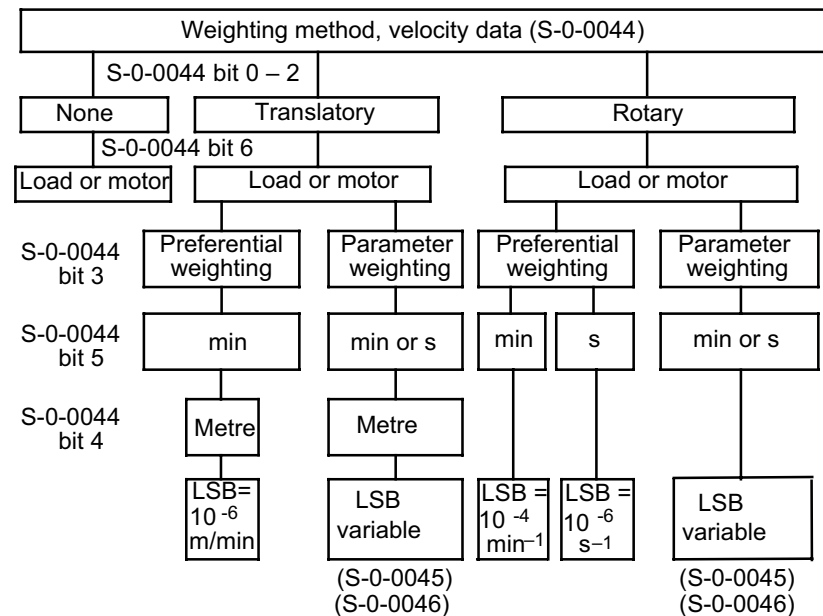 Weighting method, velocity data (S-0-0044)
S-0-0044 bit 0 – 2
None
Translatory
Rotary
S-0-0044 bit 6
Load or motor
Load or motor
Load or motor
S-0-0044
bit 3
Preferential
weighting
Parameter
weighting
Preferential
weighting
Parameter
weighting
S-0-0044
bit 5
min
min or s
min
s
min or s
S-0-0044
bit 4
Metre
Metre
LSB=
10 -6
m/min
LSB
variable
LSB =
10 -4
min–1
LSB =
10 -6
s–1
LSB
variable
(S-0-0045)
(S-0-0046)
(S-0-0045)
(S-0-0046)